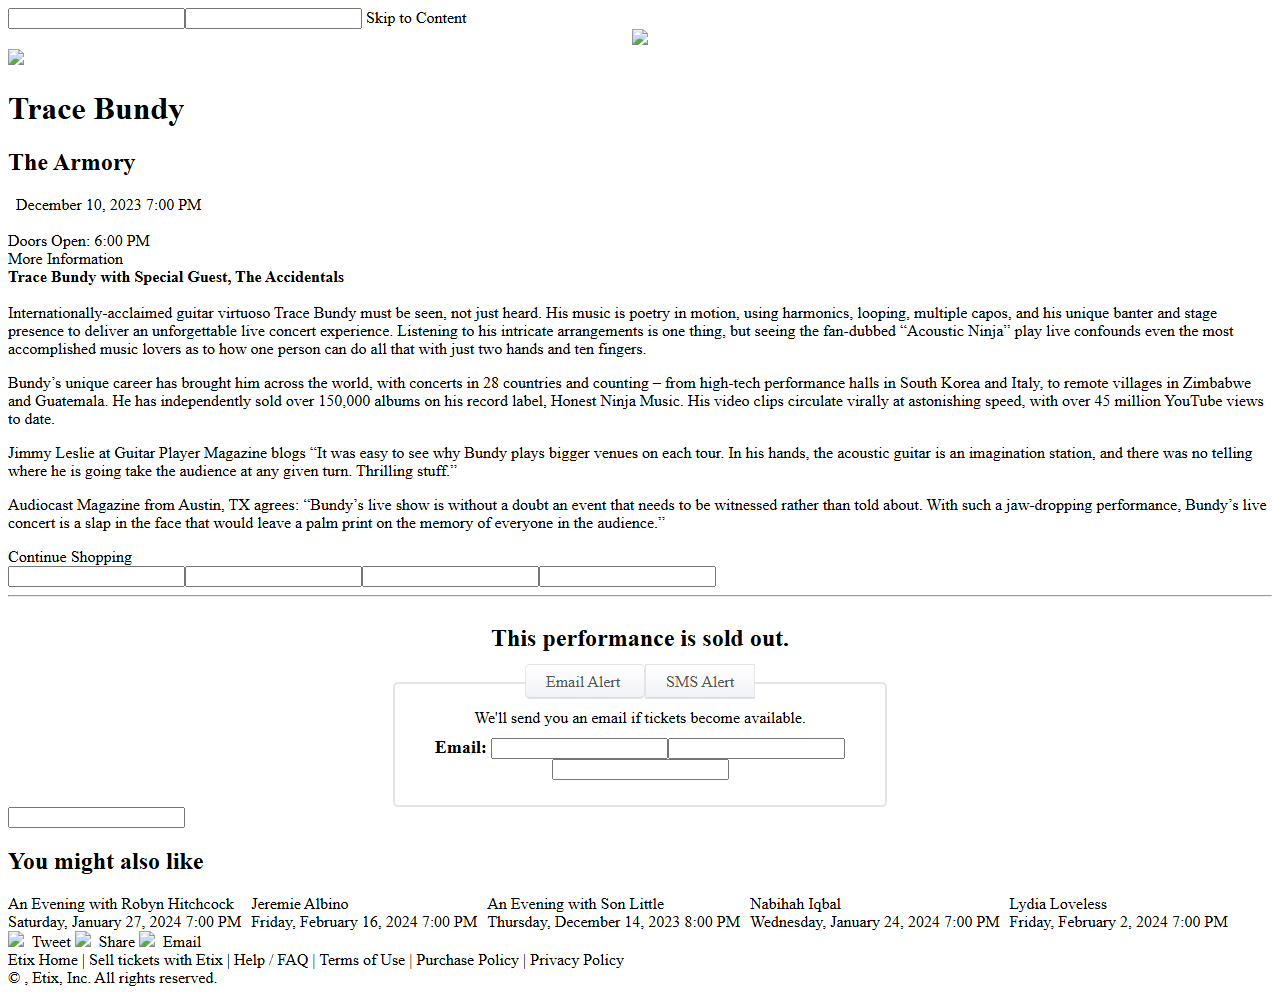 Skip to Content
Trace Bundy
The Armory
December 10, 2023 7:00 PM
Doors Open: 6:00 PM
More Information
Trace Bundy with Special Guest, The Accidentals
Internationally-acclaimed guitar virtuoso Trace Bundy must be seen, not just heard. His music is poetry in motion, using harmonics, looping, multiple capos, and his unique banter and stage
presence to deliver an unforgettable live concert experience. Listening to his intricate arrangements is one thing, but seeing the fan-dubbed “Acoustic Ninja” play live confounds even the most
accomplished music lovers as to how one person can do all that with just two hands and ten fingers.
Bundy’s unique career has brought him across the world, with concerts in 28 countries and counting – from high-tech performance halls in South Korea and Italy, to remote villages in Zimbabwe
and Guatemala. He has independently sold over 150,000 albums on his record label, Honest Ninja Music. His video clips circulate virally at astonishing speed, with over 45 million YouTube views
to date.
Jimmy Leslie at Guitar Player Magazine blogs “It was easy to see why Bundy plays bigger venues on each tour. In his hands, the acoustic guitar is an imagination station, and there was no telling
where he is going take the audience at any given turn. Thrilling stuff.”
Audiocast Magazine from Austin, TX agrees: “Bundy’s live show is without a doubt an event that needs to be witnessed rather than told about. With such a jaw-dropping performance, Bundy’s live
concert is a slap in the face that would leave a palm print on the memory of everyone in the audience.”
Continue Shopping
This performance is sold out.
Email Alert SMS Alert
We'll send you an email if tickets become available.
Email:
You might also like
An Evening with Robyn Hitchcock Jeremie Albino An Evening with Son Little Nabihah Iqbal Lydia Loveless
Saturday, January 27, 2024 7:00 PM Friday, February 16, 2024 7:00 PM Thursday, December 14, 2023 8:00 PM Wednesday, January 24, 2024 7:00 PM Friday, February 2, 2024 7:00 PM
Tweet Share Email
Etix Home | Sell tickets with Etix | Help / FAQ | Terms of Use | Purchase Policy | Privacy Policy
© , Etix, Inc. All rights reserved.